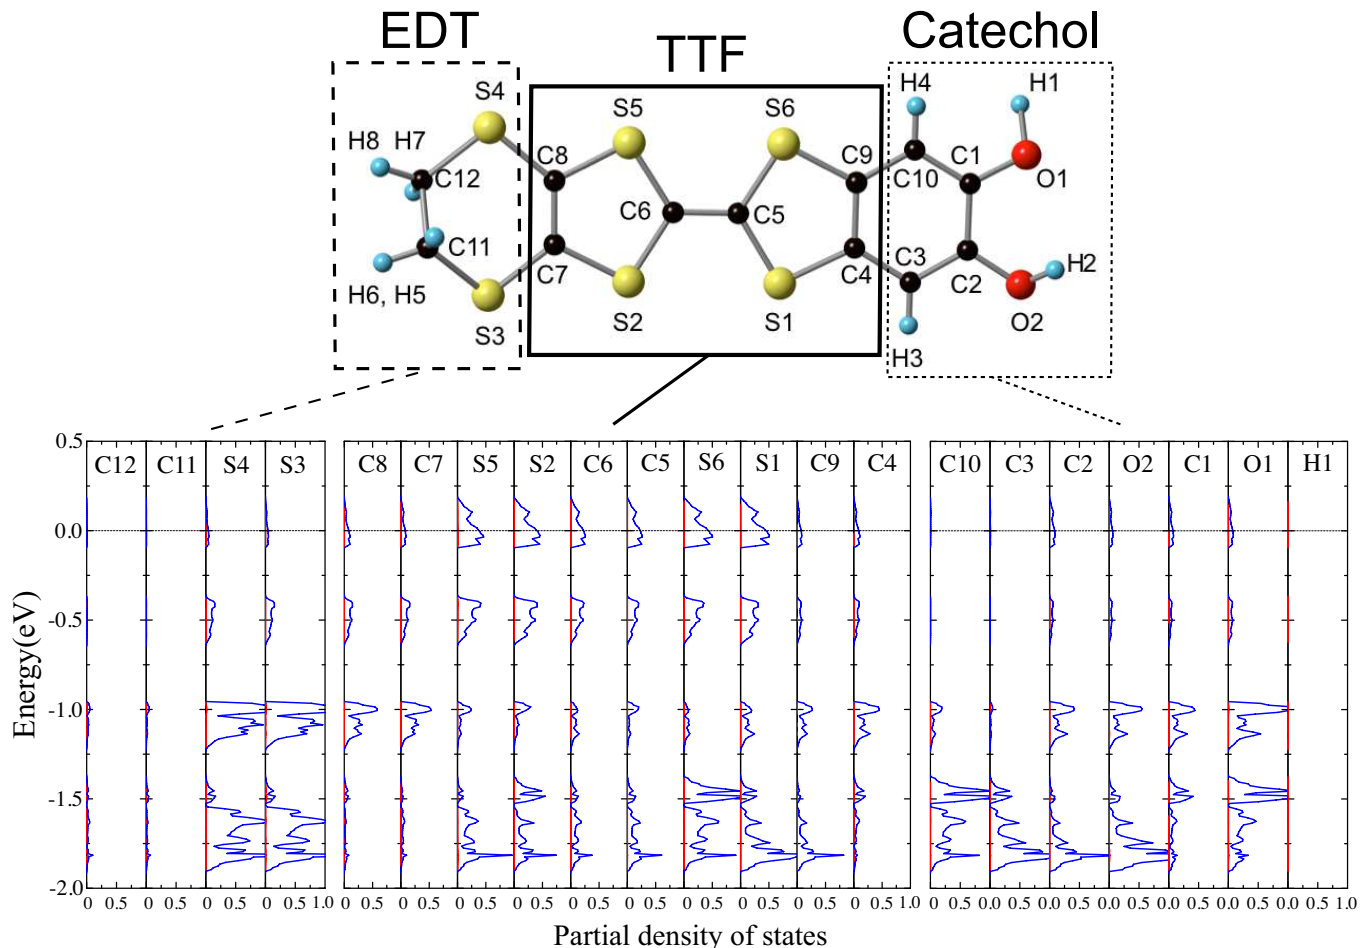 EDT
TTF
Catechol
S4
S5
S6
H4
H1
H8 H7
C8
C9
C1
C12
C10
O1
C6
C5
C11
C7
C4
C3
C2
H2
H6, H5
S3
S2
S1
O2
H3
0.5
C12 C11 S4 S3 C8 C7 S5 S2 C6 C5 S6 S1 C9 C4 C10 C3 C2 O2 C1 O1 H1
0.0
-0.5
Energy(eV)
-1.0
-1.5
-2.0
0 0.5 0 0.5 0 0.5 0 0.5 1.0 0 0.5 0 0.5 0 0.5 0 0.5 0 0.5 0 0.5 0 0.5 0 0.5 0 0.5 0 0.5 1.0 0 0.5 0 0.5 0 0.5 0 0.5 0 0.5 0 0.5 0.0 0.5 1.0
Partial density of states